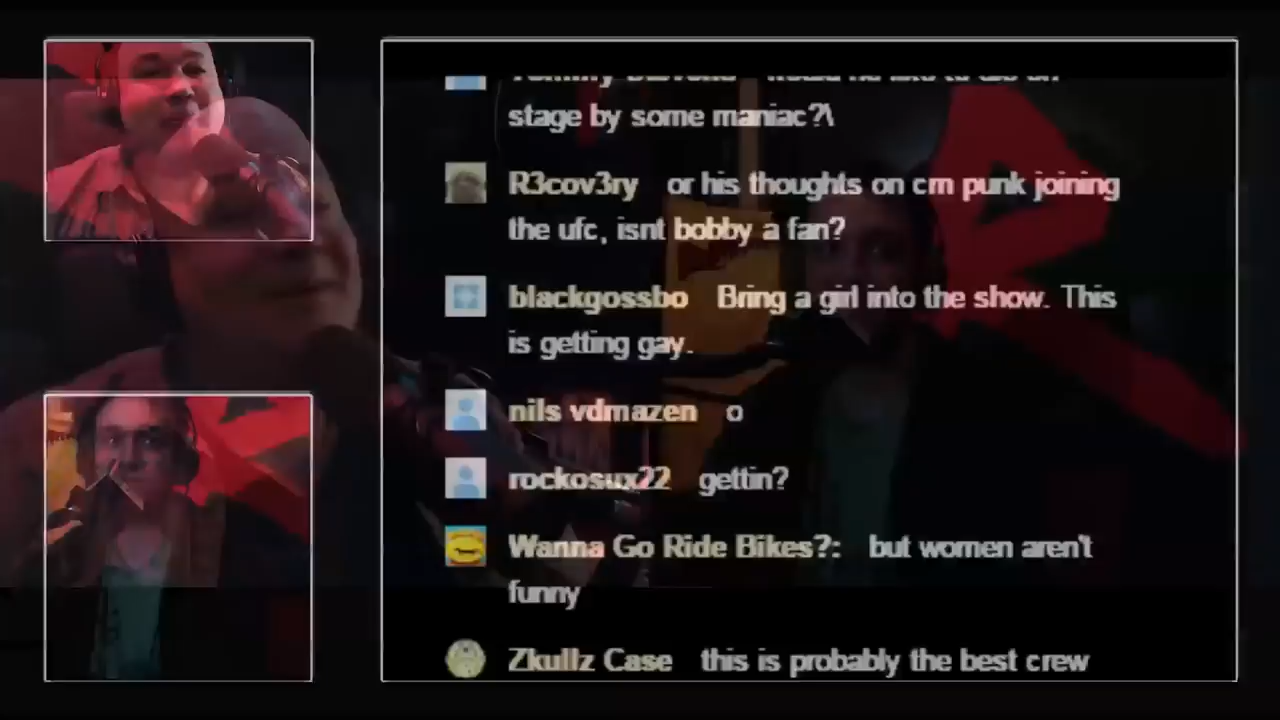 stage by some maniac?\
R3cov3ry or his thoughts on cm punk joining
the ufc, isnt bobby a fan?
blackgossbo Bring a girl into the show. This
is getting gay.
nils vdmazen o
rockosux22 gettin?
Wanna Go Ride Bikes?: but women aren't
funny
Zkullz Case this is probably the best crew